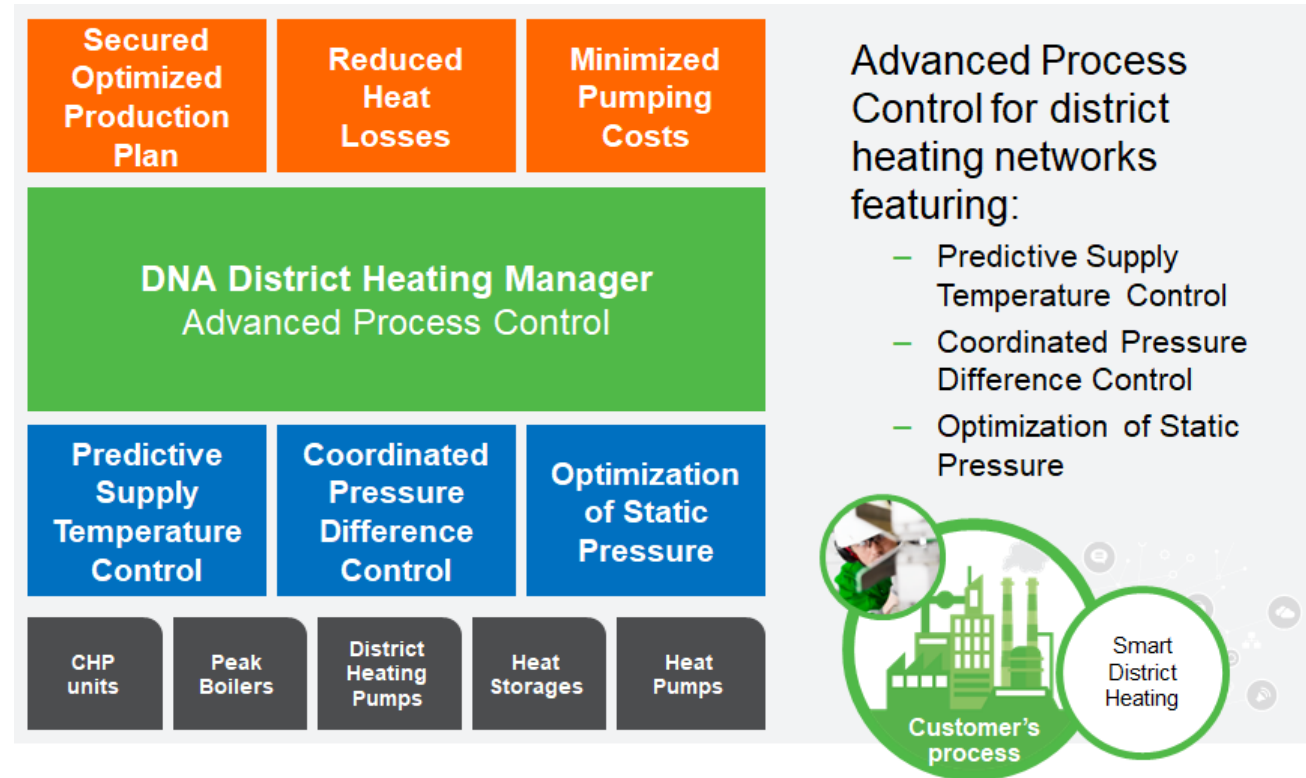 Secured
Optimized
Production
Plan
Reduced
Heat
Losses
Minimized
Pumping
Costs
DNA District Heating Manager
Advanced Process Control
Predictive
Supply
Temperature
Control
Coordinated
Pressure
Difference
Control
Optimization
of Static
Pressure
CHP
units
Peak
Boilers
District
Heating
Pumps
Heat
Storages
Heat
Pumps
Advanced Process
Control for district
heating networks
featuring:
– Predictive Supply
Temperature Control
– Coordinated Pressure
Difference Control
– Optimization of Static
Pressure
Customer's
process
Smart
District
Heating